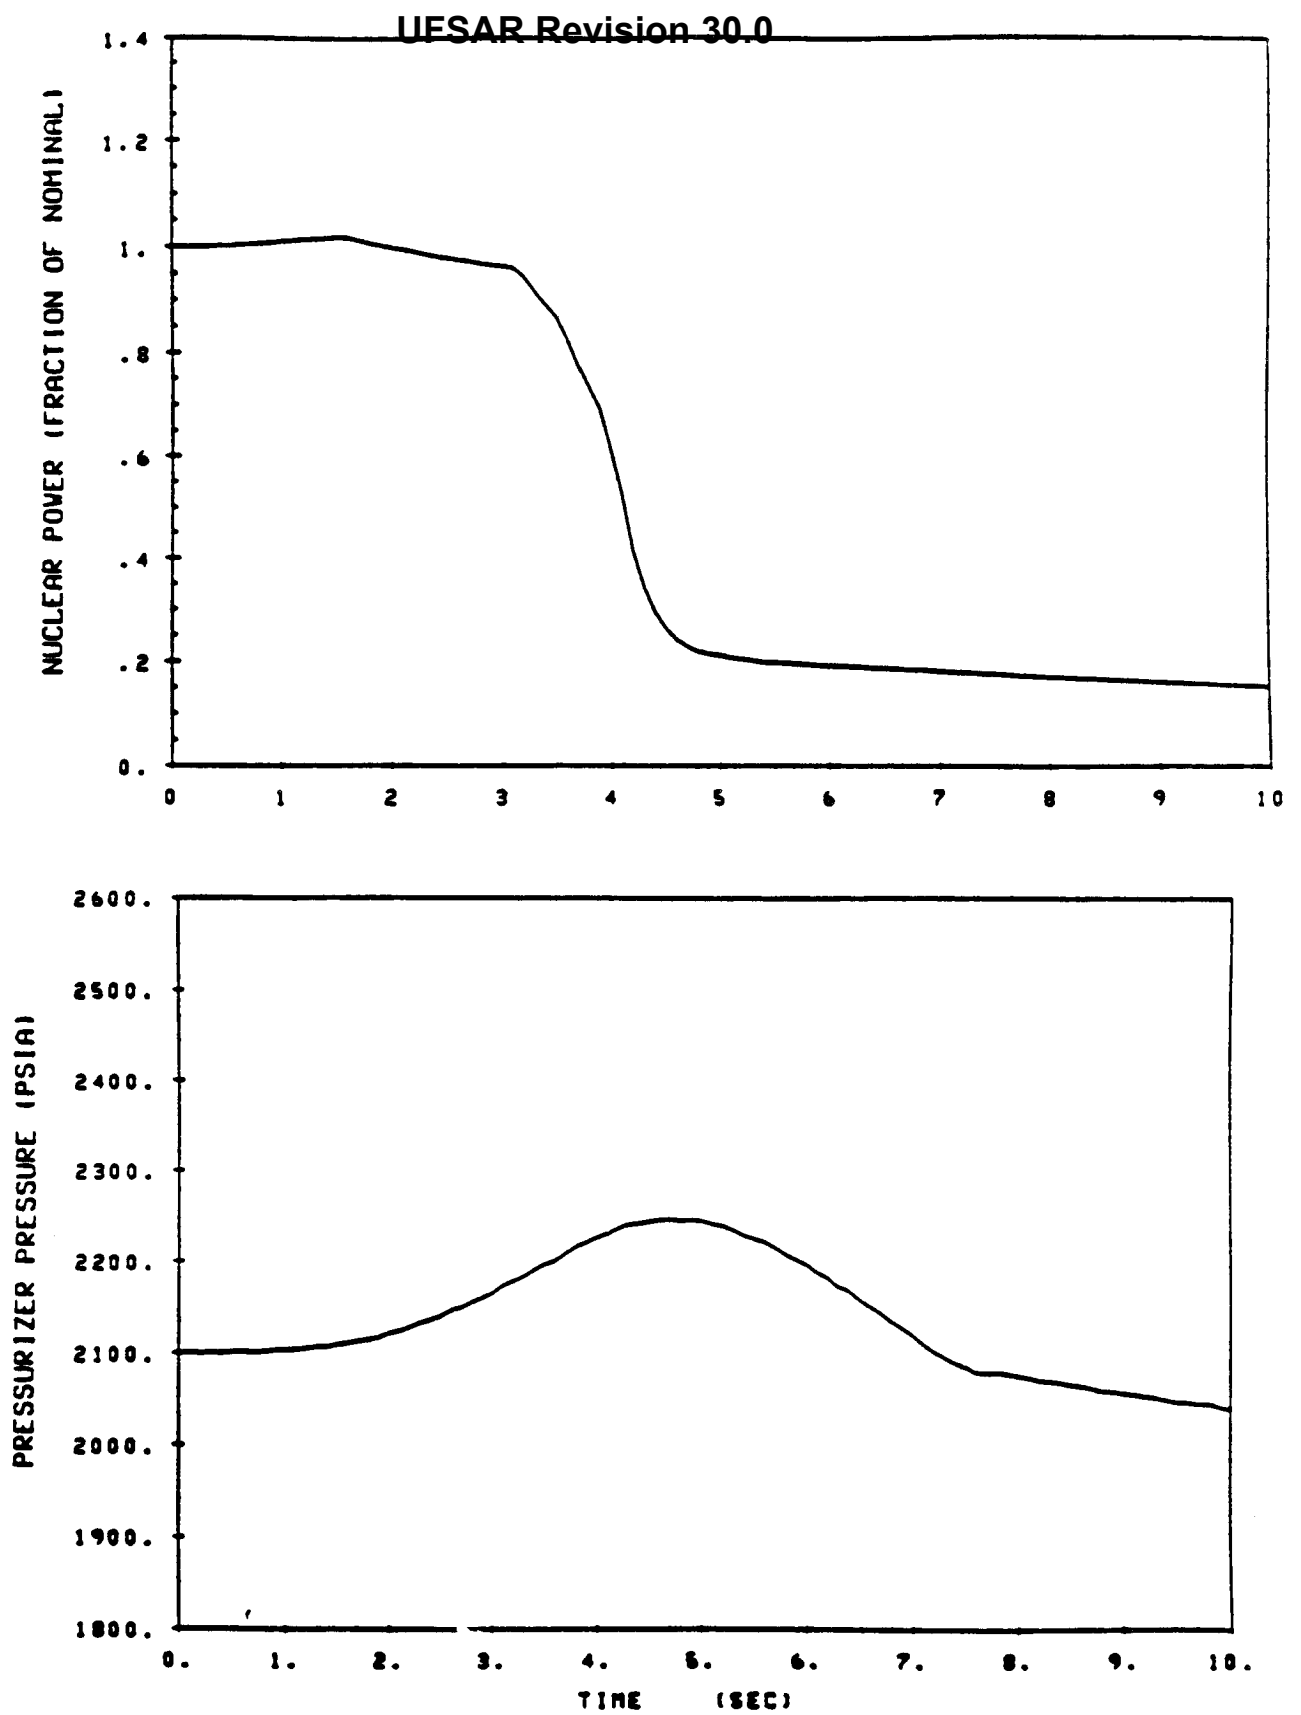 UFSAR Revision 30.0
NUCLEAR POWER (FRACTION OF NOMINAL)
1.4
1.2
1.
.8
.6
.4
.2
0.
0 1 2 3 4 5 6 7 8 9 10
PRESSURIZER PRESSURE (PSIA)
2600.
2500.
2400.
2300.
2200.
2100.
2000.
1900.
1800.
0. 1. 2. 3. 4. 5. 6. 7. 8. 9. 10.
TIME (SEC)